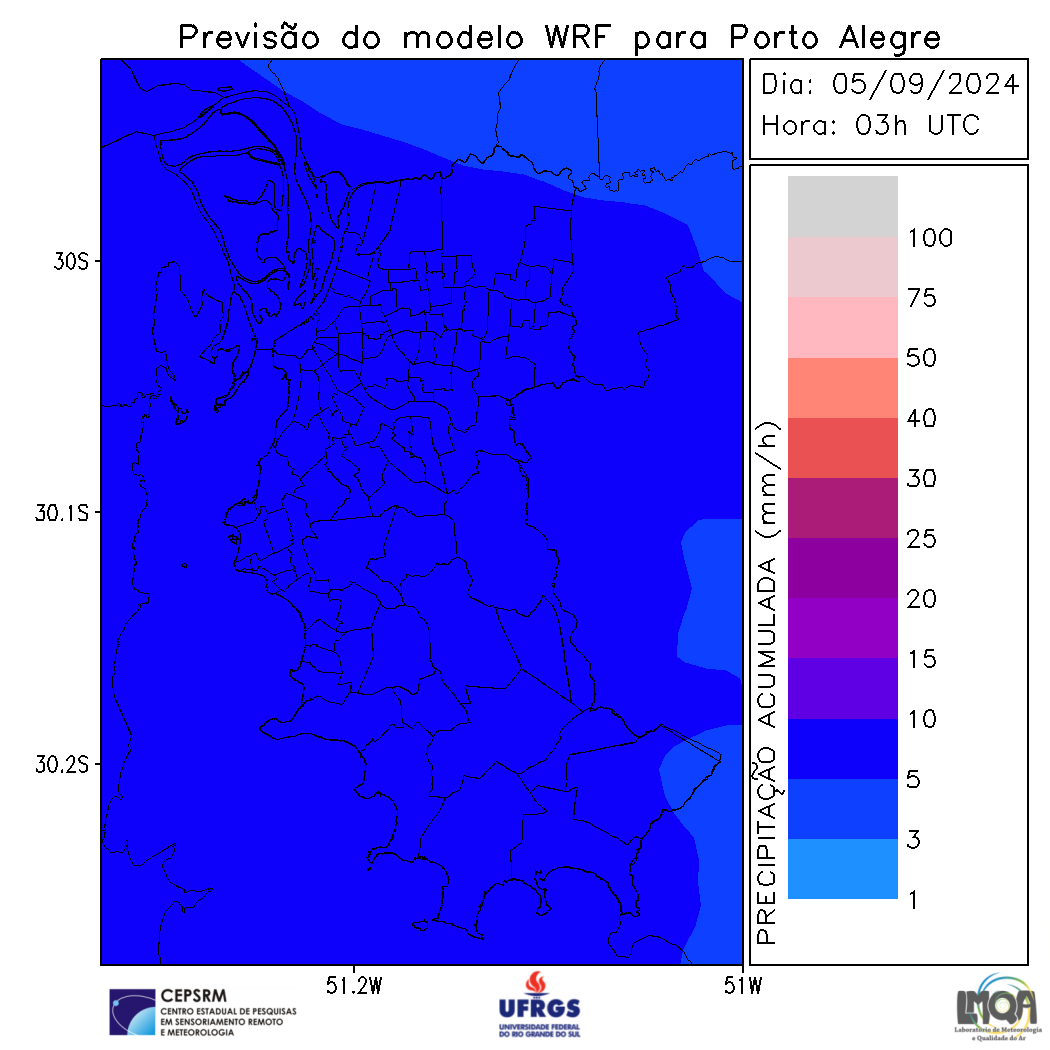 Previsão do modelo WRF para Porto Alegre
Dia: 05/09/2024
Hora: 03h UTC
30S
30.1S
30.2S
51.2W
51W
PRECIPITAÇÃO ACUMULADA (mm/h)
100
75
50
40
30
25
20
15
10
5
3
1
CEPSRM
CENTRO ESTADUAL DE PESQUISAS
EM SENSORIAMENTO REMOTO
E METEOROLOGIA
UFRGS
UNIVERSIDADE FEDERAL
DO RIO GRANDE DO SUL
LMQA
Laboratório de Meteorologia
e Qualidade do Ar